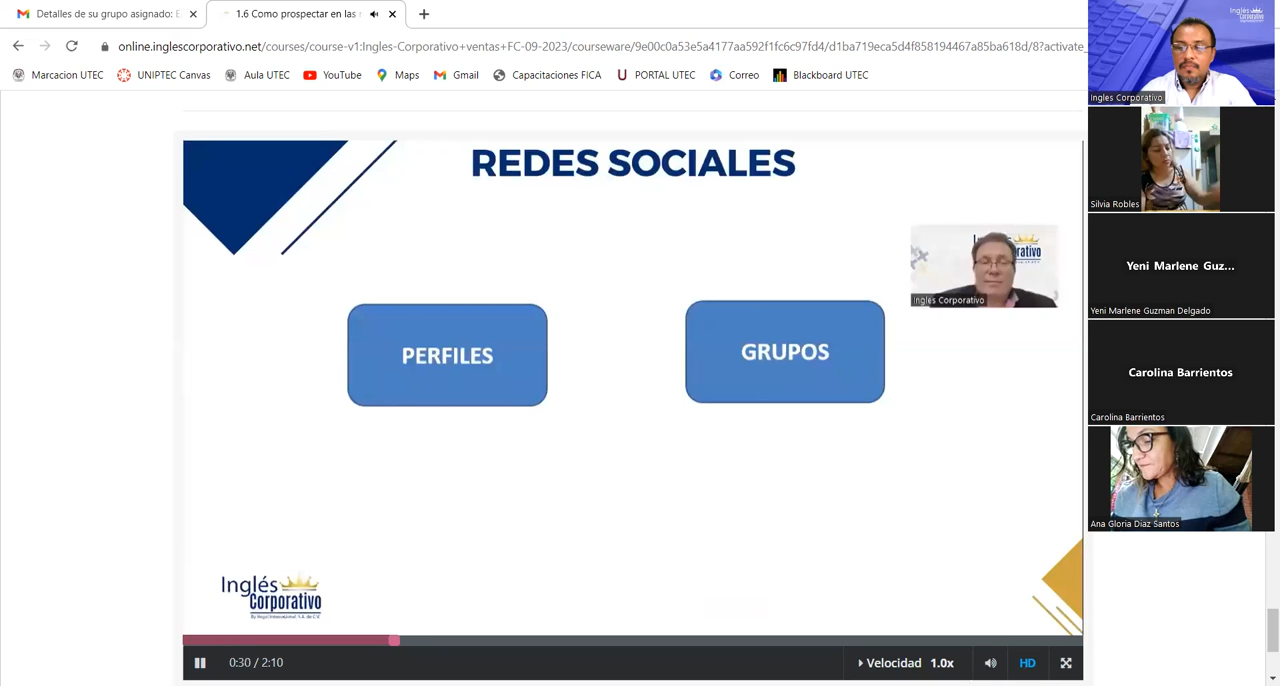 Detalles de su grupo asignado: E
1.6 Como prospectar en las r
online.inglescorporativo.net/courses/course-v1:Ingles-Corporativo+ventas+FC-09-2023/courseware/9e00c0a53e5a4177aa592f1fc6c97fd4/d1ba719eca5d4f858194467a85ba618d/8?activate_
Marcacion UTEC
UNIPTEC Canvas
Aula UTEC
YouTube
Maps
Gmail
Capacitaciones FICA
PORTAL UTEC
Correo
Blackboard UTEC
REDES SOCIALES
PERFILES
GRUPOS
Ingles Corporativo
Inglés
Corporativo
0:30 / 2:10
Velocidad 1.0x
HD
Inglés
Corporativo
Ingles Corporativo
Silvia Robles
Yeni Marlene Guz...
Yeni Marlene Guzman Delgado
Carolina Barrientos
Carolina Barrientos
Ana Gloria Diaz Santos